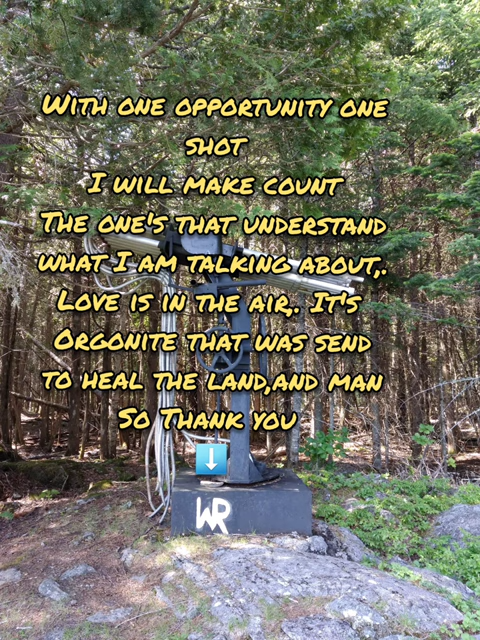 With one opportunity one
shot
I will make count
The one's that understand
what I am talking about,.
Love is in the air,. It's
Orgonite that was send
to heal the land,and man
So Thank you
WR